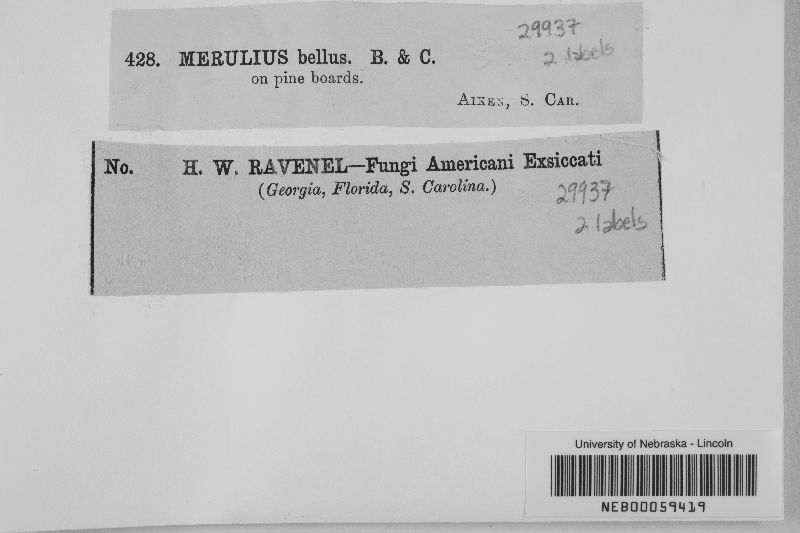 29937
428. MERULIUS bellus. B. & C.
2 labels
on pine boards.
AIKEN, S. CAR.
No. H. W. RAVENEL—Fungi Americani Exsiccati
(Georgia, Florida, S. Carolina.)
29937
2 labels
University of Nebraska - Lincoln
NEB00059419